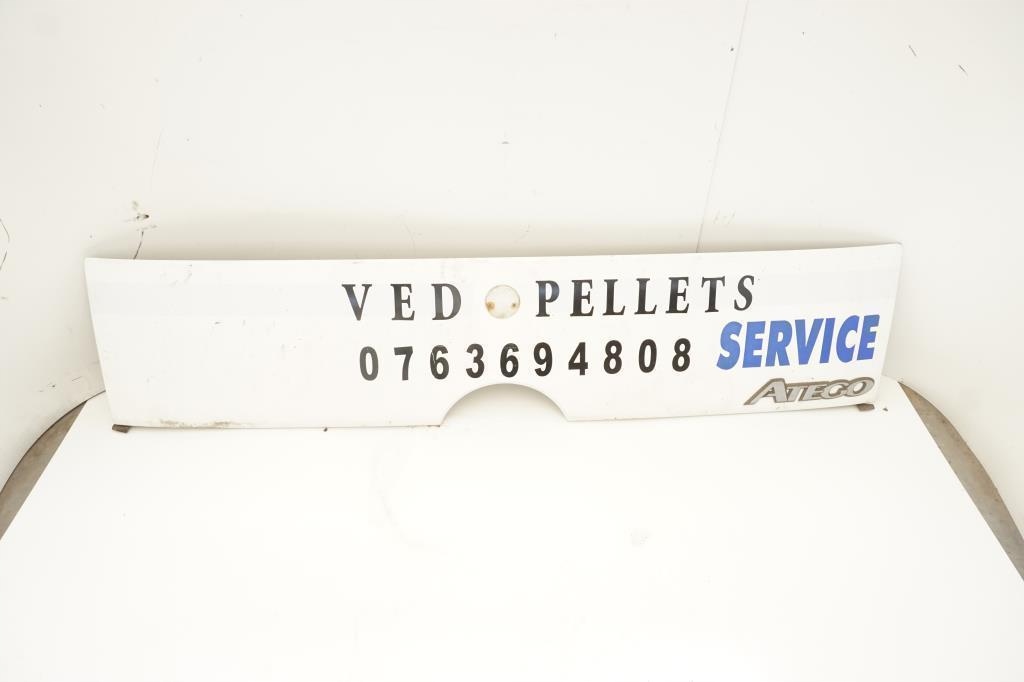 VED PELLETS
0763694808
SERVICE
ATEGO